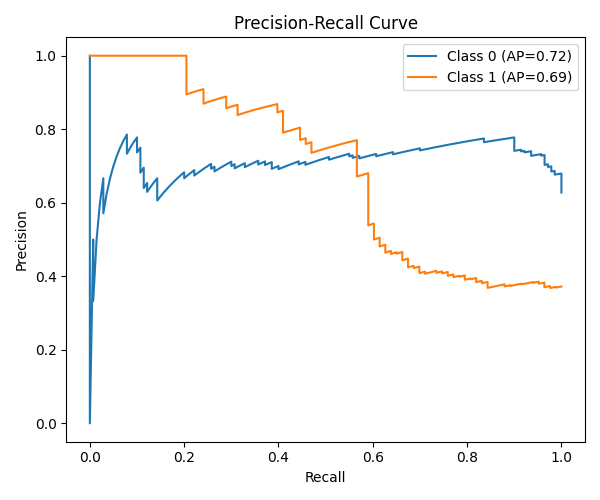 Precision-Recall Curve
Class 0 (AP=0.72)
Class 1 (AP=0.69)
Precision
1.0
0.8
0.6
0.4
0.2
0.0
0.0 0.2 0.4 0.6 0.8 1.0
Recall